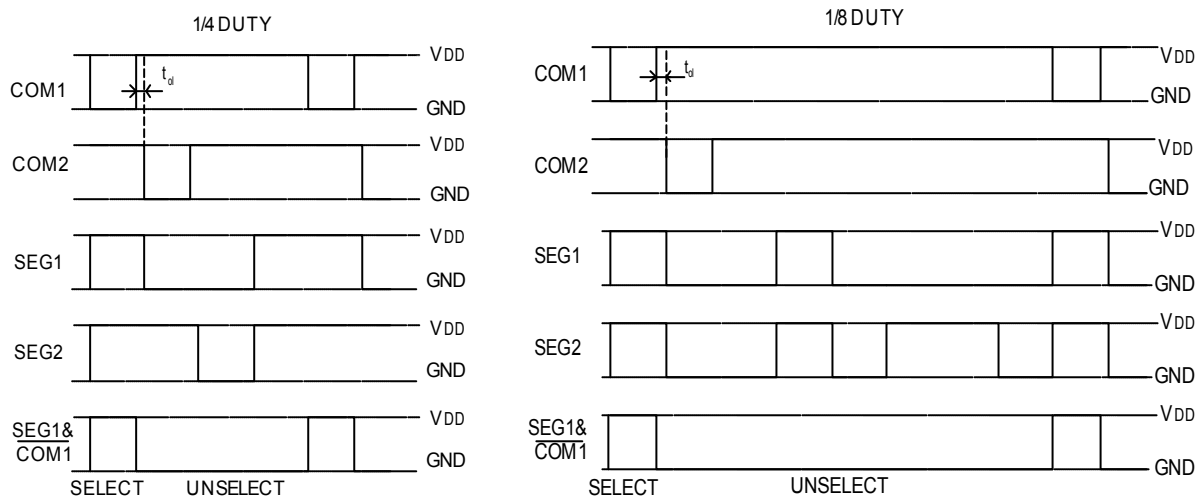 1/4 DUTY
VDD
COM1
tol
GND
VDD
COM2
GND
VDD
SEG1
GND
VDD
SEG2
GND
VDD
SEG1&
COM1
GND
SELECT UNSELECT
1/8 DUTY
VDD
COM1
tol
GND
VDD
COM2
GND
VDD
SEG1
GND
VDD
SEG2
GND
VDD
SEG1&
COM1
GND
SELECT UNSELECT